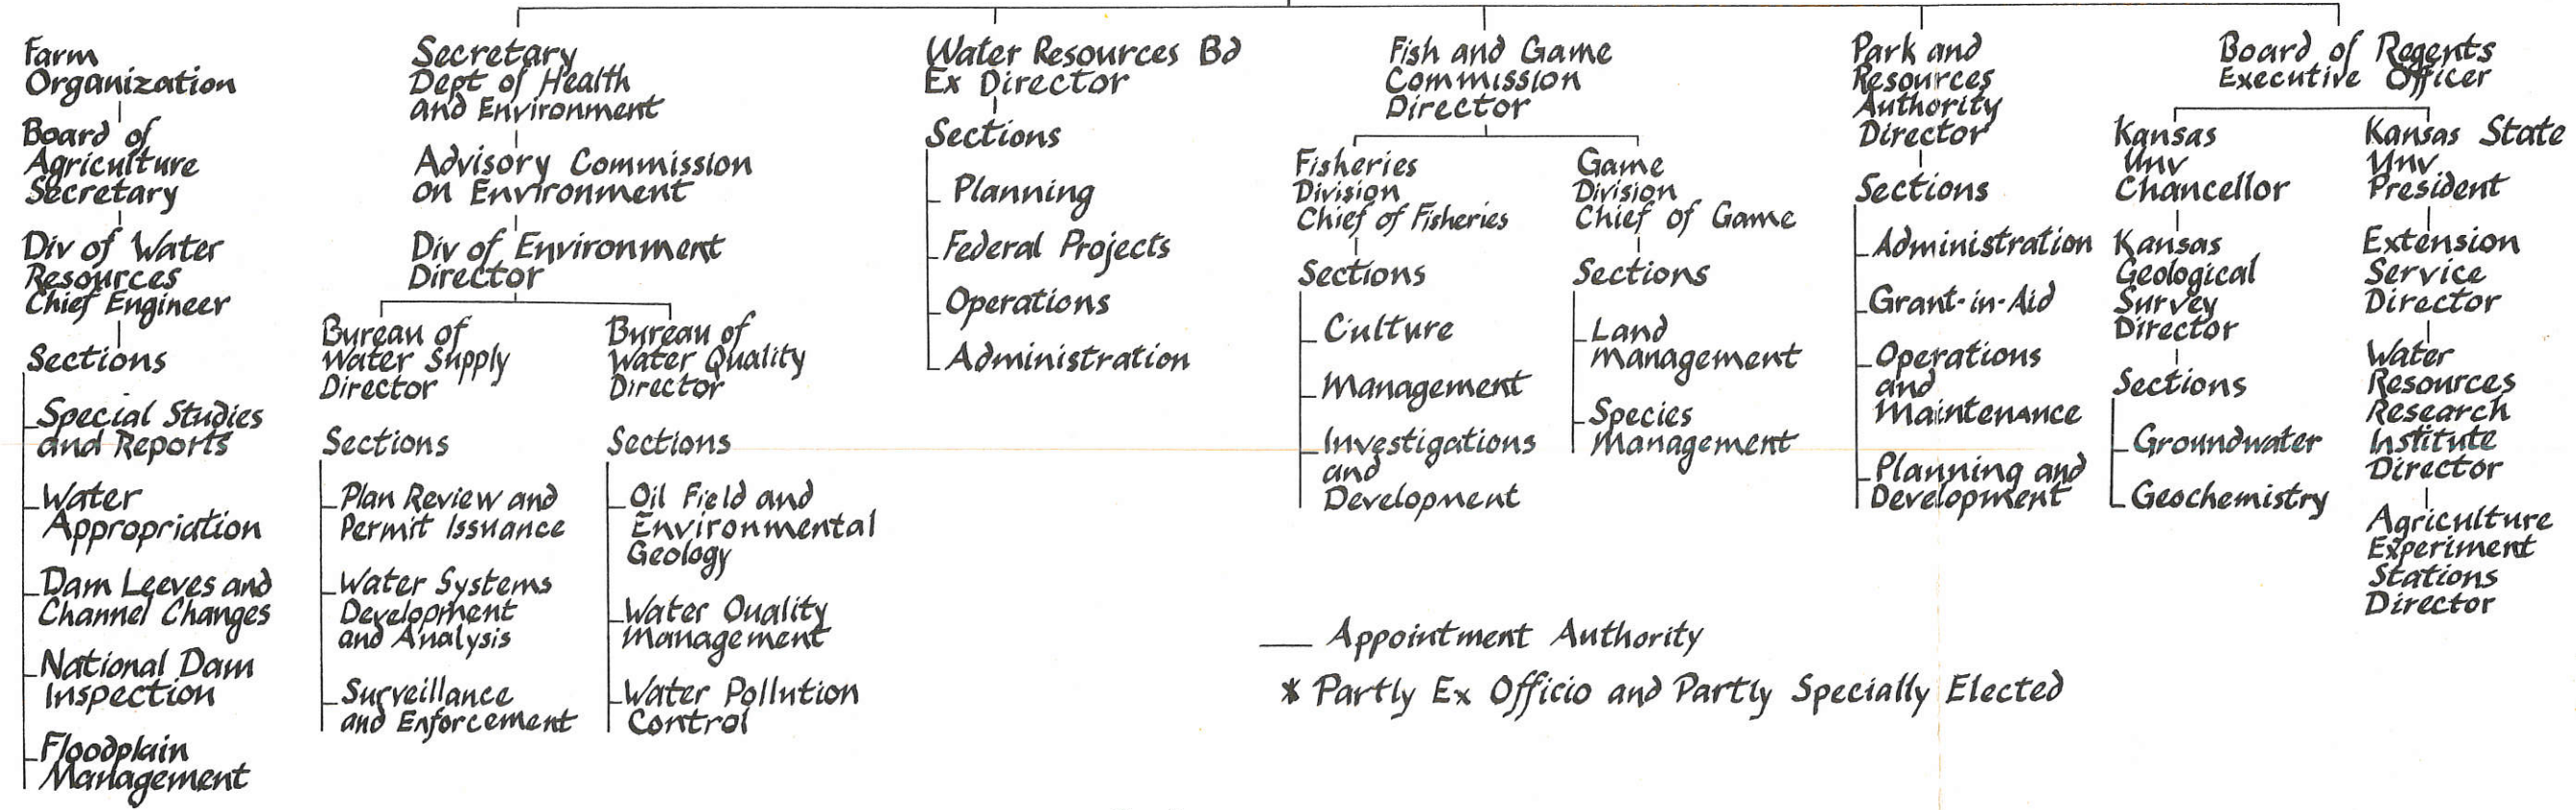 Farm
Organization
Board of
Agriculture
Secretary
Div of Water
Resources
Chief Engineer
Sections
Special Studies
and Reports
Water
Appropriation
Dam Leeves and
Channel Changes
National Dam
Inspection
Floodplain
Management
Secretary
Dept of Health
and Environment
Advisory Commission
on Environment
Div of Environment
Director
Bureau of
Water Supply
Director
Sections
Plan Review and
Permit Issuance
Water Systems
Development
and Analysis
Surveillance
and Enforcement
Bureau of
Water Quality
Director
Sections
Oil Field and
Environmental
Geology
Water Quality
Management
Water Pollution
Control
Water Resources Bd
Ex Director
Sections
Planning
Federal Projects
Operations
Administration
Fish and Game
Commission
Director
Fisheries
Division
Chief of Fisheries
Sections
Culture
Management
Investigations
and
Development
Game
Division
Chief of Game
Sections
Land
Management
Species
Management
Park and
Resources
Authority
Director
Sections
Administration
Grant-in-Aid
Operations
and
Maintenance
Planning and
Development
Board of Regents
Executive Officer
Kansas
Unv
Chancellor
Kansas
Geological
Survey
Director
Sections
Groundwater
Geochemistry
Kansas State
Unv
President
Extension
Service
Director
Water
Resources
Research
Institute
Director
Agriculture
Experiment
Stations
Director
— Appointment Authority
* Partly Ex Officio and Partly Specially Elected